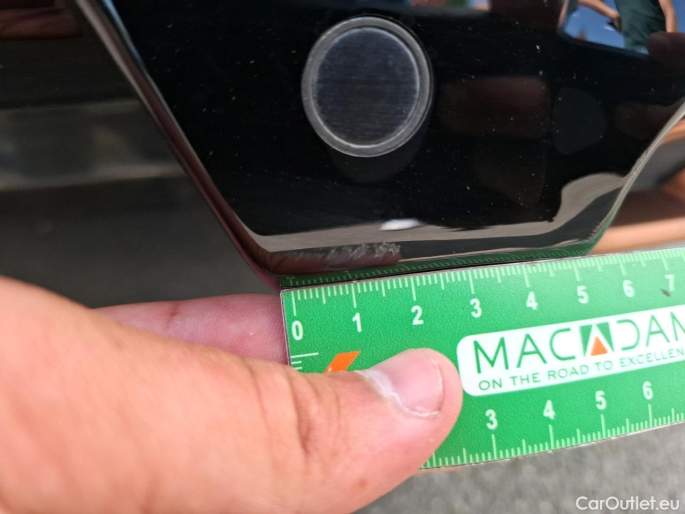 0 1 2 3 4 5 6 7
MACADAM
ON THE ROAD TO EXCELLEN
3 4 5 6
CarOutlet.eu